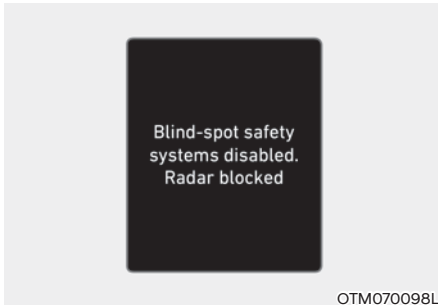 Blind-spot safety
systems disabled.
Radar blocked
OTM070098L